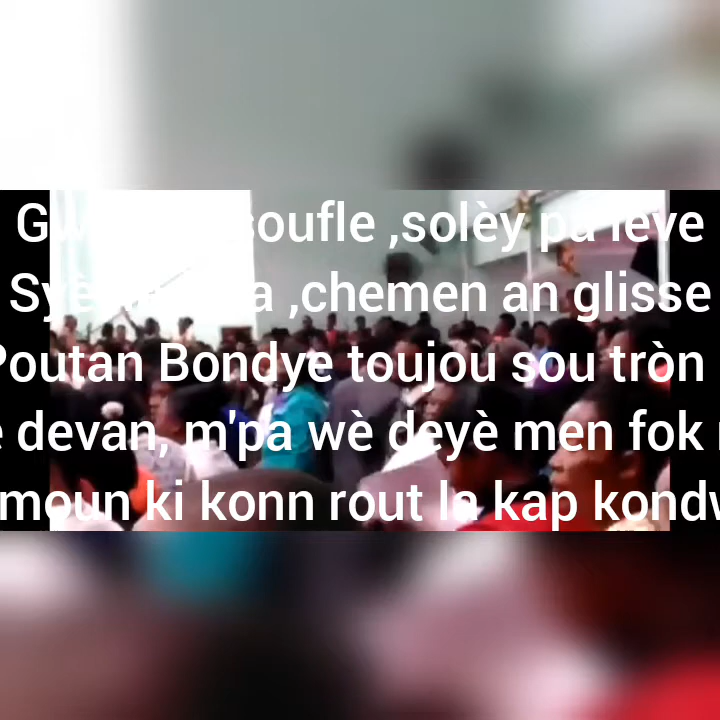 soufle ,solèy pa leve
,chemen an glisse
Poutan Bondye toujou sou tròn
devan, m'pa wè deyè men fok
moun ki konn rout la kap